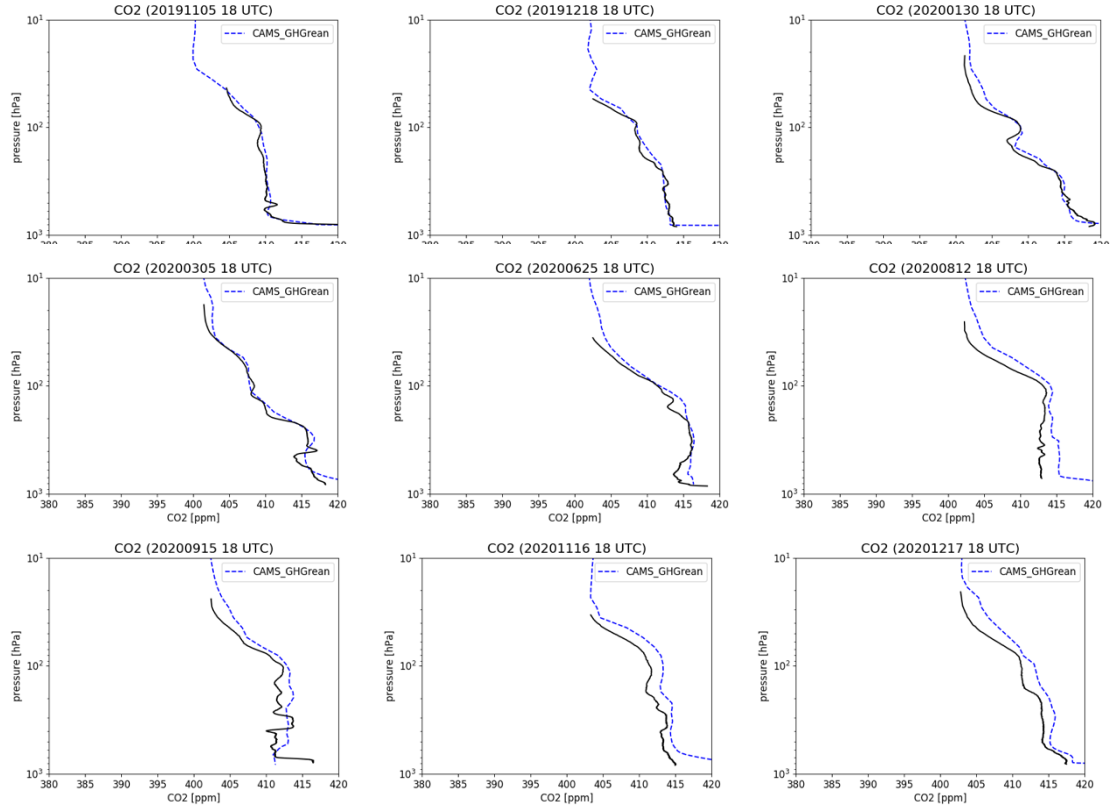 CO2 (20191105 18 UTC)
CAMS_GHGrean
10¹
10²
10³
pressure [hPa]
380 385 390 395 400 405 410 415 420
CO2 (20191218 18 UTC)
CAMS_GHGrean
10¹
10²
10³
pressure [hPa]
380 385 390 395 400 405 410 415 420
CO2 (20200130 18 UTC)
CAMS_GHGrean
10¹
10²
10³
pressure [hPa]
380 385 390 395 400 405 410 415 420
CO2 (20200305 18 UTC)
CAMS_GHGrean
10¹
10²
10³
pressure [hPa]
380 385 390 395 400 405 410 415 420
CO2 [ppm]
CO2 (20200625 18 UTC)
CAMS_GHGrean
10¹
10²
10³
pressure [hPa]
380 385 390 395 400 405 410 415 420
CO2 [ppm]
CO2 (20200812 18 UTC)
CAMS_GHGrean
10¹
10²
10³
pressure [hPa]
380 385 390 395 400 405 410 415 420
CO2 [ppm]
CO2 (20200915 18 UTC)
CAMS_GHGrean
10¹
10²
10³
pressure [hPa]
380 385 390 395 400 405 410 415 420
CO2 [ppm]
CO2 (20201116 18 UTC)
CAMS_GHGrean
10¹
10²
10³
pressure [hPa]
380 385 390 395 400 405 410 415 420
CO2 [ppm]
CO2 (20201217 18 UTC)
CAMS_GHGrean
10¹
10²
10³
pressure [hPa]
380 385 390 395 400 405 410 415 420
CO2 [ppm]